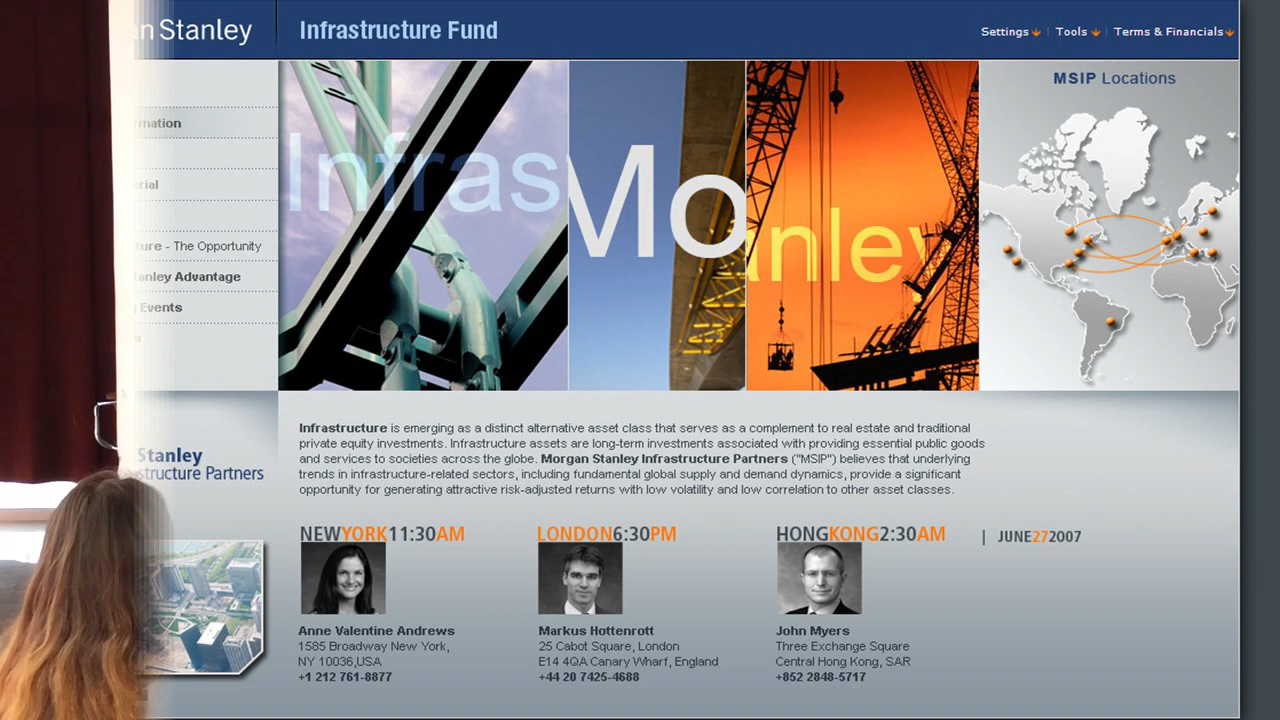 Stanley
Infrastructure Fund
Settings | Tools | Terms & Financials
MSIP Locations
Infras
Mo
anley
- The Opportunity
Advantage
Events
Infrastructure is emerging as a distinct alternative asset class that serves as a complement to real estate and traditional
private equity investments. Infrastructure assets are long-term investments associated with providing essential public goods
and services to societies across the globe. Morgan Stanley Infrastructure Partners ("MSIP") believes that underlying
trends in infrastructure-related sectors, including fundamental global supply and demand dynamics, provide a significant
opportunity for generating attractive risk-adjusted returns with low volatility and low correlation to other asset classes.
Stanley
structure Partners
NEWYORK11:30AM
LONDON6:30PM
HONGKONG2:30AM
| JUNE272007
Anne Valentine Andrews
1585 Broadway New York,
NY 10036,USA
+1 212 761-8877
Markus Hottenrott
25 Cabot Square, London
E14 4QA Canary Wharf, England
+44 20 7425-4688
John Myers
Three Exchange Square
Central Hong Kong, SAR
+852 2848-5717